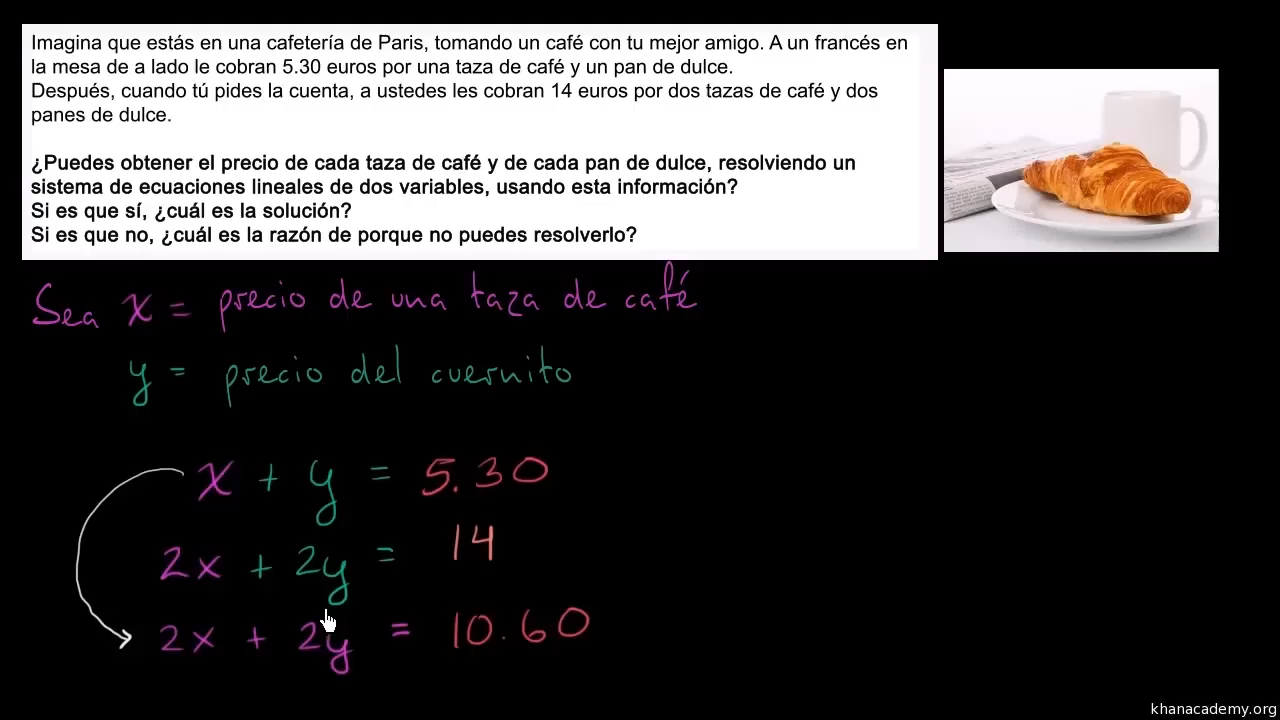 Imagina que estás en una cafetería de Paris, tomando un café con tu mejor amigo. A un francés en
la mesa de a lado le cobran 5.30 euros por una taza de café y un pan de dulce.
Después, cuando tú pides la cuenta, a ustedes les cobran 14 euros por dos tazas de café y dos
panes de dulce.
¿Puedes obtener el precio de cada taza de café y de cada pan de dulce, resolviendo un
sistema de ecuaciones lineales de dos variables, usando esta información?
Si es que sí, ¿cuál es la solución?
Si es que no, ¿cuál es la razón de porque no puedes resolverlo?
Sea x = precio de una taza de café
y = precio del cuernito
x + y = 5.30
2x + 2y = 14
2x + 2y = 10.60
khanacademy.org